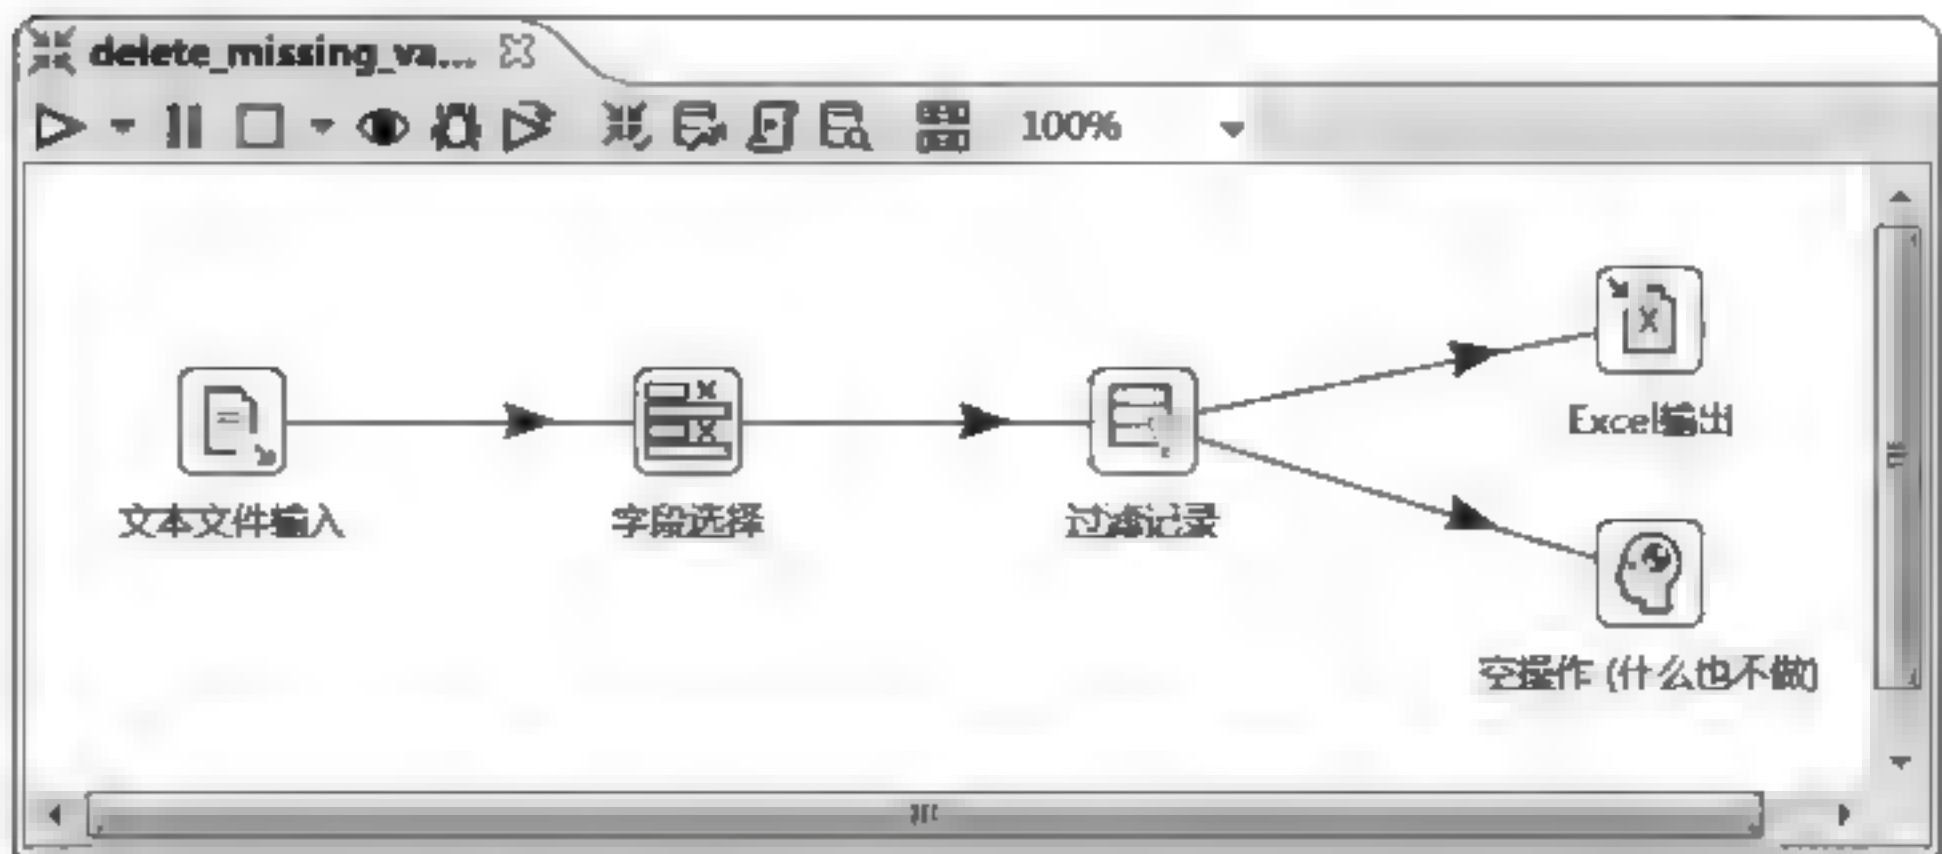 delete_missing_va...
100%
Excel输出
文本文件输入
字段选择
过滤记录
空操作 (什么也不做)